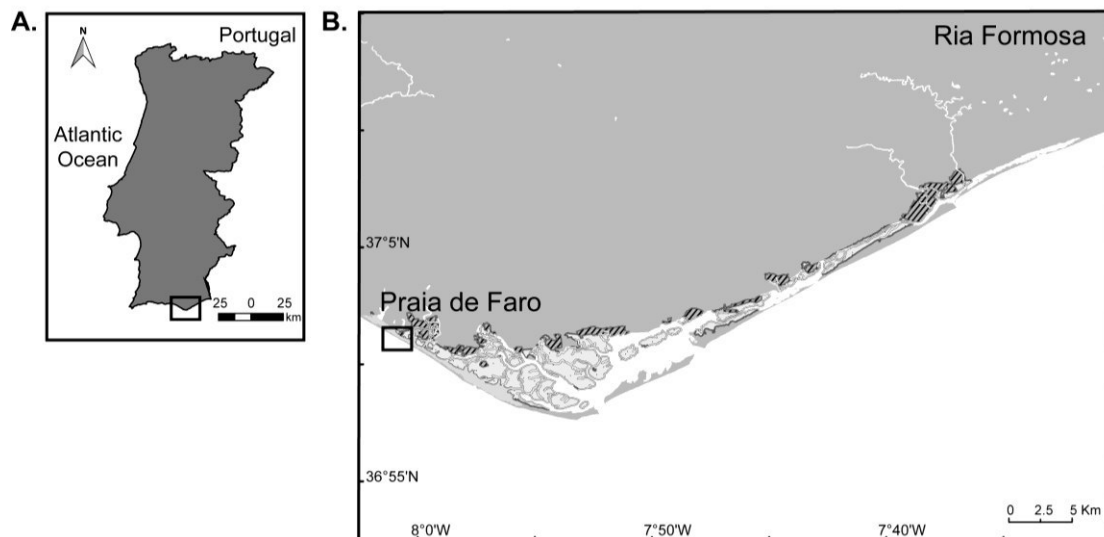 A.
N
Portugal
Atlantic
Ocean
25 0 25
km
B.
Ria Formosa
37°5'N
Praia de Faro
36°55'N
8°0'W 7°50'W 7°40'W
0 2.5 5 Km